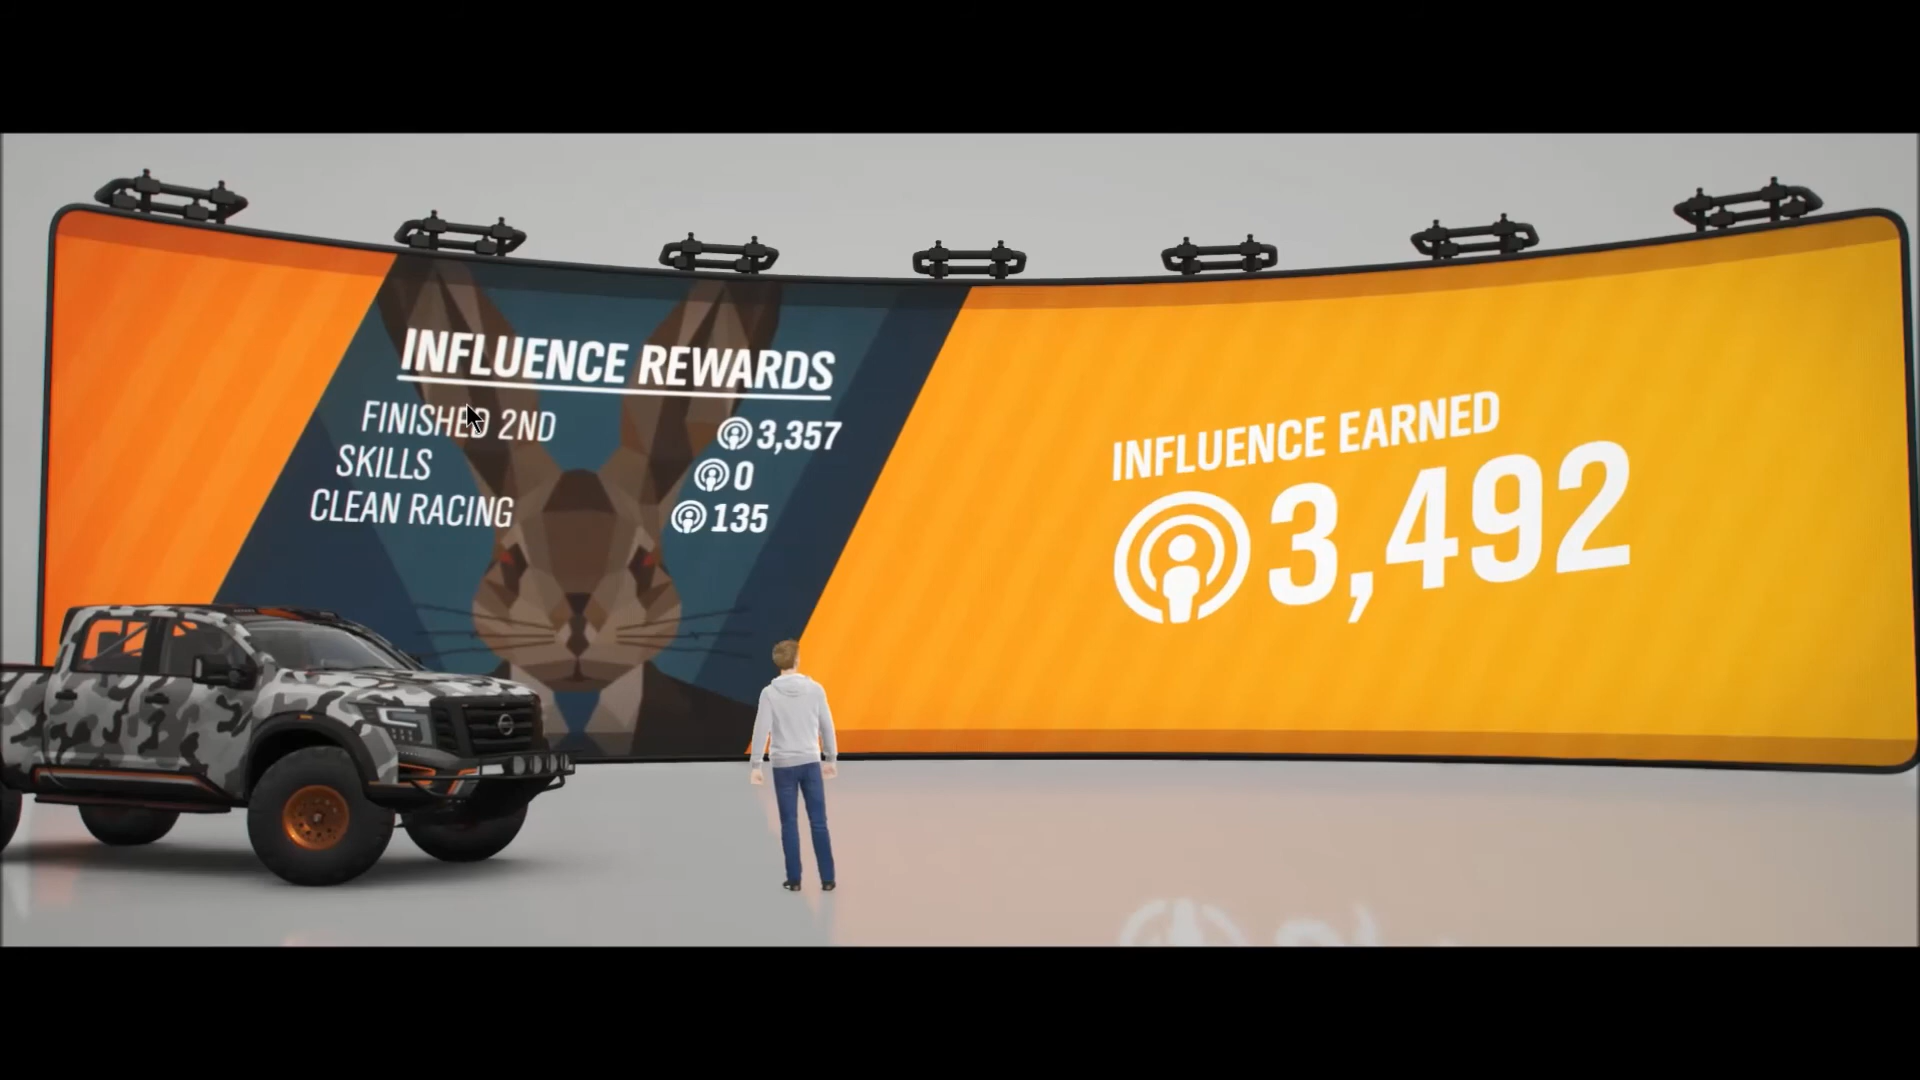 INFLUENCE REWARDS
FINISHED 2ND 3,357
SKILLS 0
CLEAN RACING 135
INFLUENCE EARNED
3,492